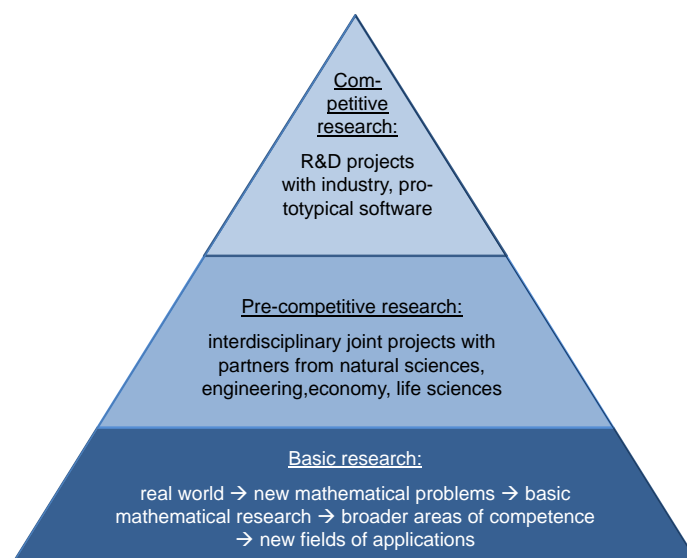 Com-
petitive
research:
R&D projects
with industry, pro-
totypical software
Pre-competitive research:
interdisciplinary joint projects with
partners from natural sciences,
engineering,economy, life sciences
Basic research:
real world → new mathematical problems → basic
mathematical research → broader areas of competence
→ new fields of applications